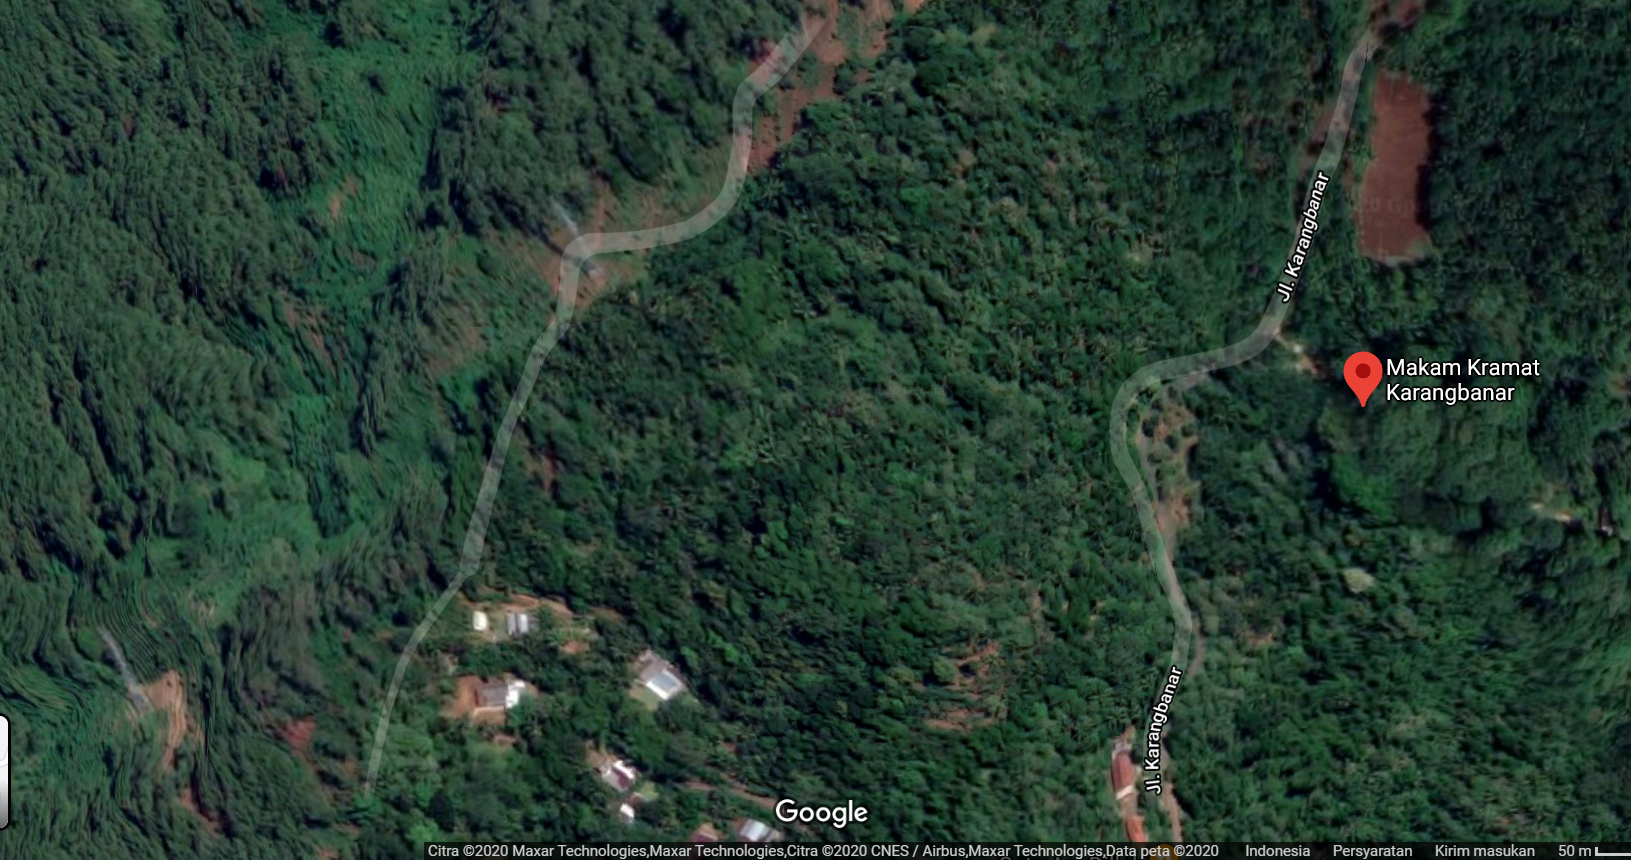 Jl. Karangbanar
Makam Kramat
Karangbanar
Jl. Karangbanar
Google
Citra ©2020 Maxar Technologies,Maxar Technologies,Citra ©2020 CNES / Airbus,Maxar Technologies,Data peta ©2020 Indonesia Persyaratan Kirim masukan 50 m